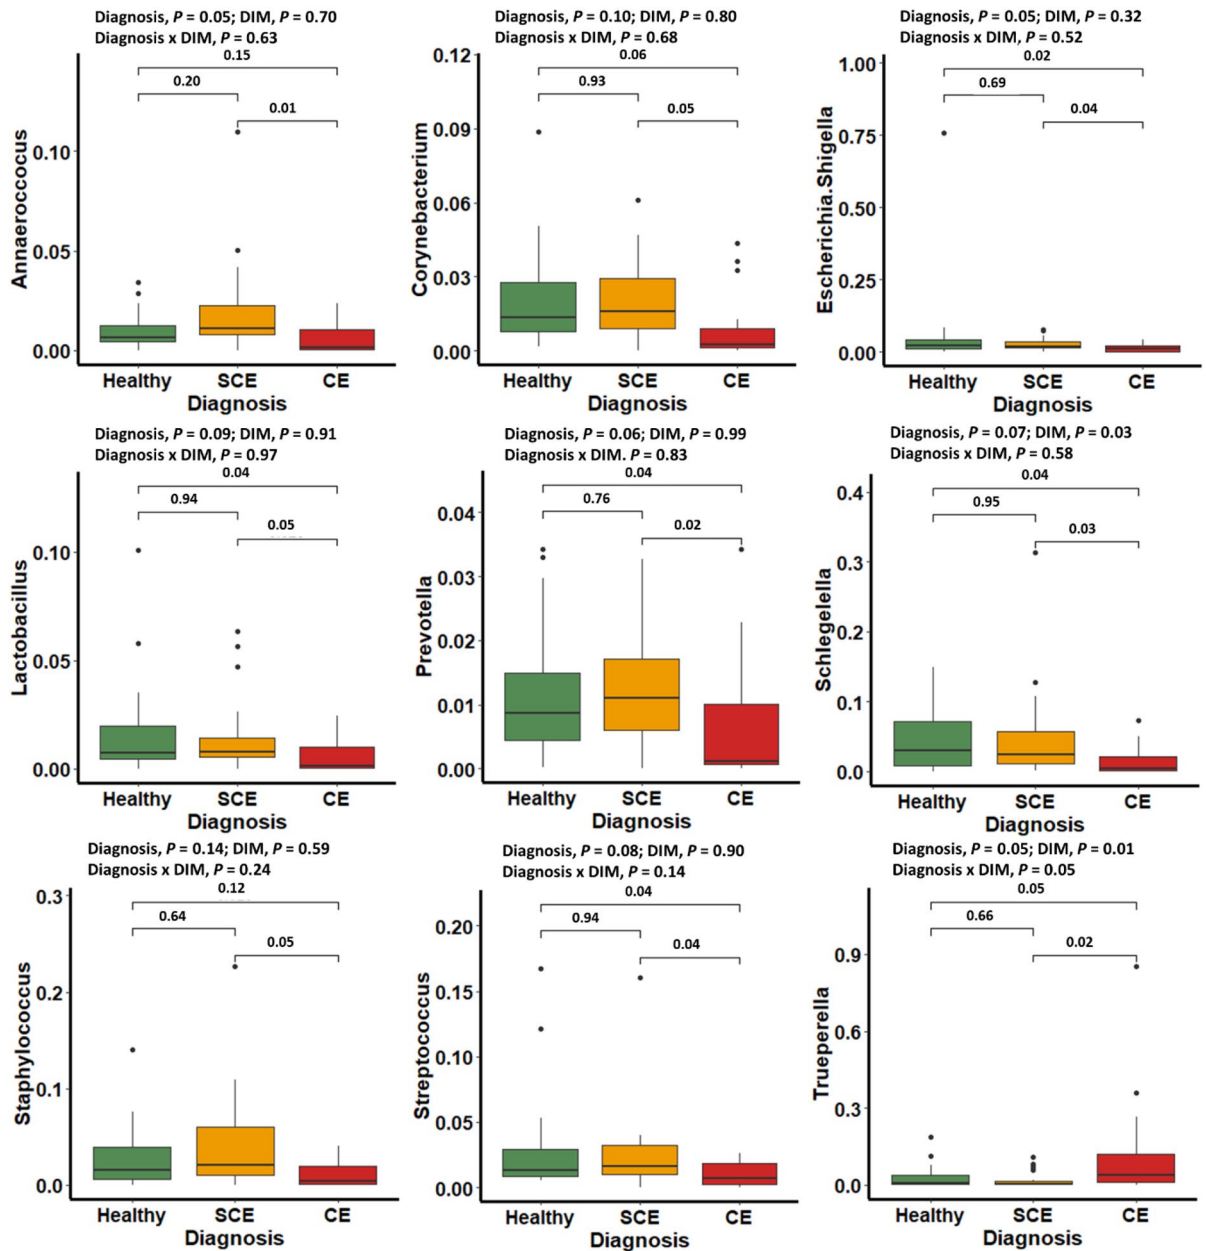 Diagnosis, P = 0.05; DIM, P = 0.70
Diagnosis x DIM, P = 0.63
0.15
0.20
0.01
0.10
0.05
0.00
Annaeroccocus
Healthy SCE CE
Diagnosis
Diagnosis, P = 0.10; DIM, P = 0.80
Diagnosis x DIM, P = 0.68
0.12
0.06
0.93
0.05
0.09
0.06
0.03
0.00
Corynebacterium
Healthy SCE CE
Diagnosis
Diagnosis, P = 0.05; DIM, P = 0.32
Diagnosis x DIM, P = 0.52
1.00
0.02
0.69
0.04
0.75
0.50
0.25
0.00
Escherichia.Shigella
Healthy SCE CE
Diagnosis
Diagnosis, P = 0.09; DIM, P = 0.91
Diagnosis x DIM, P = 0.97
0.04
0.94
0.05
0.10
0.05
0.00
Lactobacillus
Healthy SCE CE
Diagnosis
Diagnosis, P = 0.06; DIM, P = 0.99
Diagnosis x DIM. P = 0.83
0.04
0.76
0.02
0.04
0.03
0.02
0.01
0.00
Prevotella
Healthy SCE CE
Diagnosis
Diagnosis, P = 0.07; DIM, P = 0.03
Diagnosis x DIM, P = 0.58
0.04
0.95
0.03
0.4
0.3
0.2
0.1
0.0
Schlegelella
Healthy SCE CE
Diagnosis
Diagnosis, P = 0.14; DIM, P = 0.59
Diagnosis x DIM, P = 0.24
0.12
0.64
0.05
0.3
0.2
0.1
0.0
Staphylococcus
Healthy SCE CE
Diagnosis
Diagnosis, P = 0.08; DIM, P = 0.90
Diagnosis x DIM, P = 0.14
0.04
0.94
0.04
0.20
0.15
0.10
0.05
0.00
Streptococcus
Healthy SCE CE
Diagnosis
Diagnosis, P = 0.05; DIM, P = 0.01
Diagnosis x DIM, P = 0.05
0.05
0.66
0.02
0.9
0.6
0.3
0.0
Trueperella
Healthy SCE CE
Diagnosis